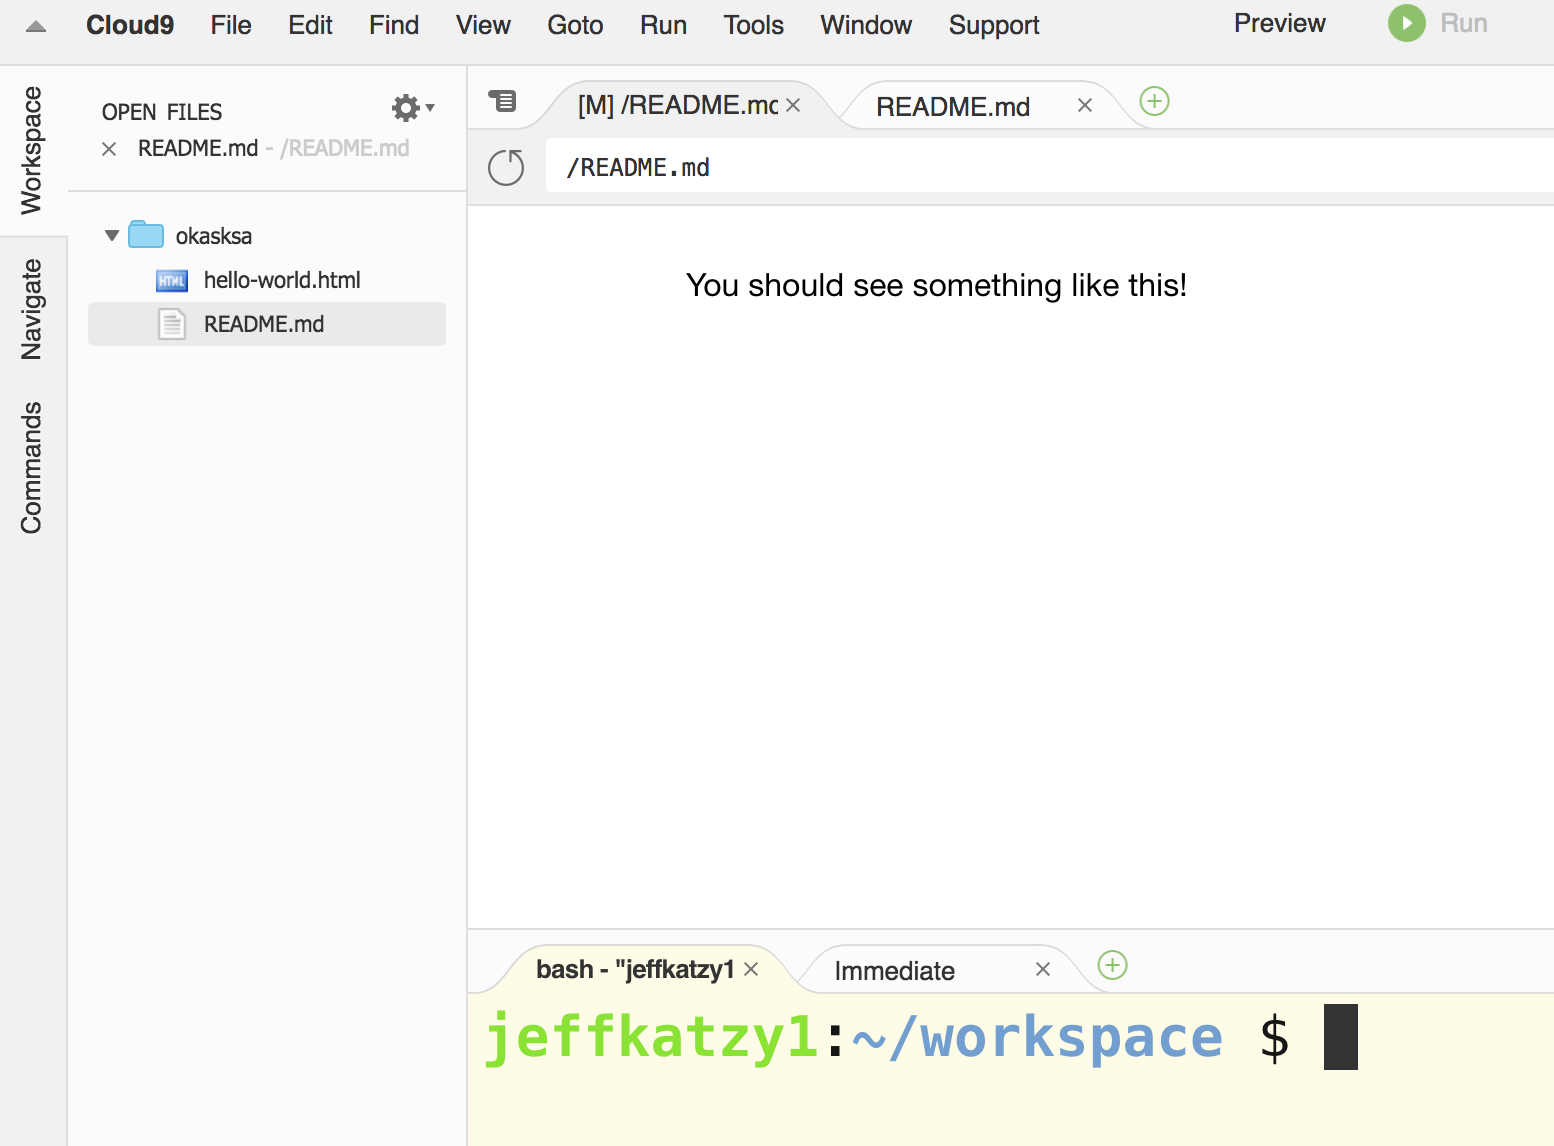 Cloud9 File Edit Find View Goto Run Tools Window Support Preview Run
Workspace
Navigate
Commands
OPEN FILES
README.md - /README.md
okasksa
HTML hello-world.html
README.md
[M] /README.mc README.md
/README.md
You should see something like this!
bash - "jeffkatzy1 Immediate
jeffkatzy1:~/workspace $